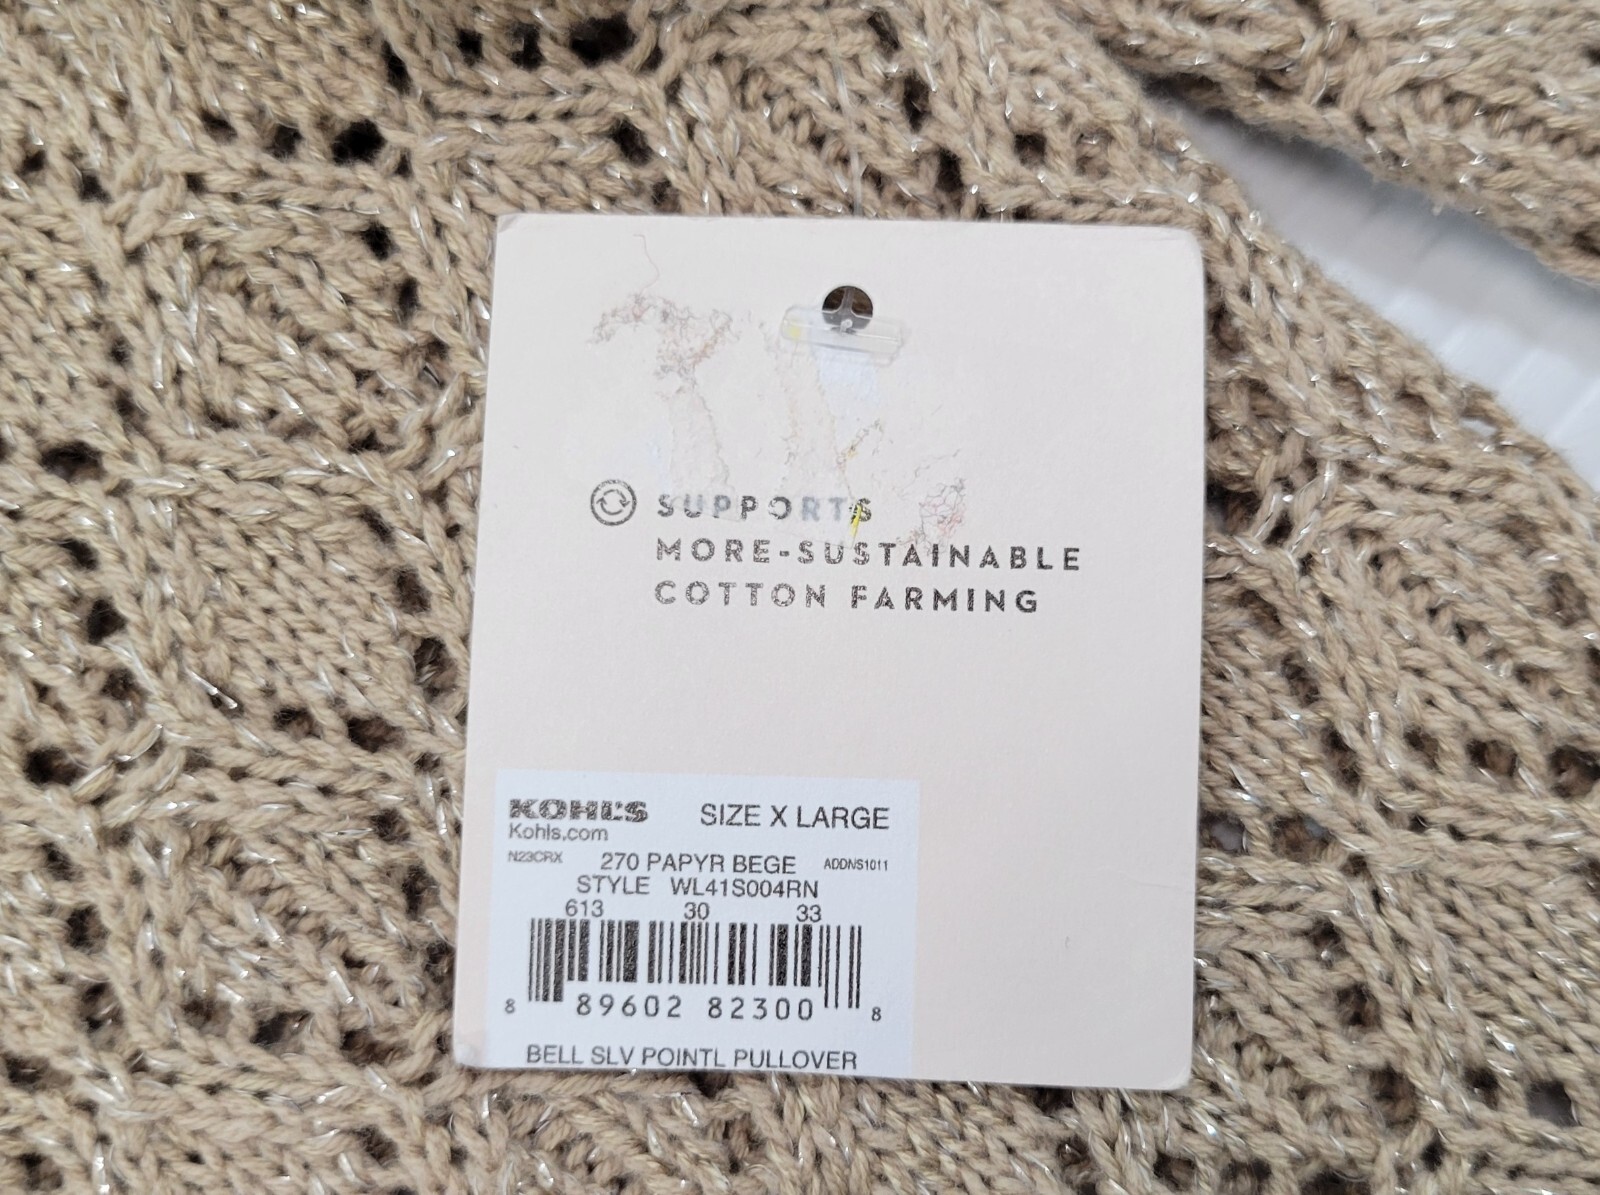 SUPPORTS
MORE-SUSTAINABLE
COTTON FARMING
KOHL'S SIZE X LARGE
Kohls.com
N23CRX 270 PAPYR BEGE ADDNS1011
STYLE WL41S004RN
613 30 33
8 89602 82300 8
BELL SLV POINTL PULLOVER